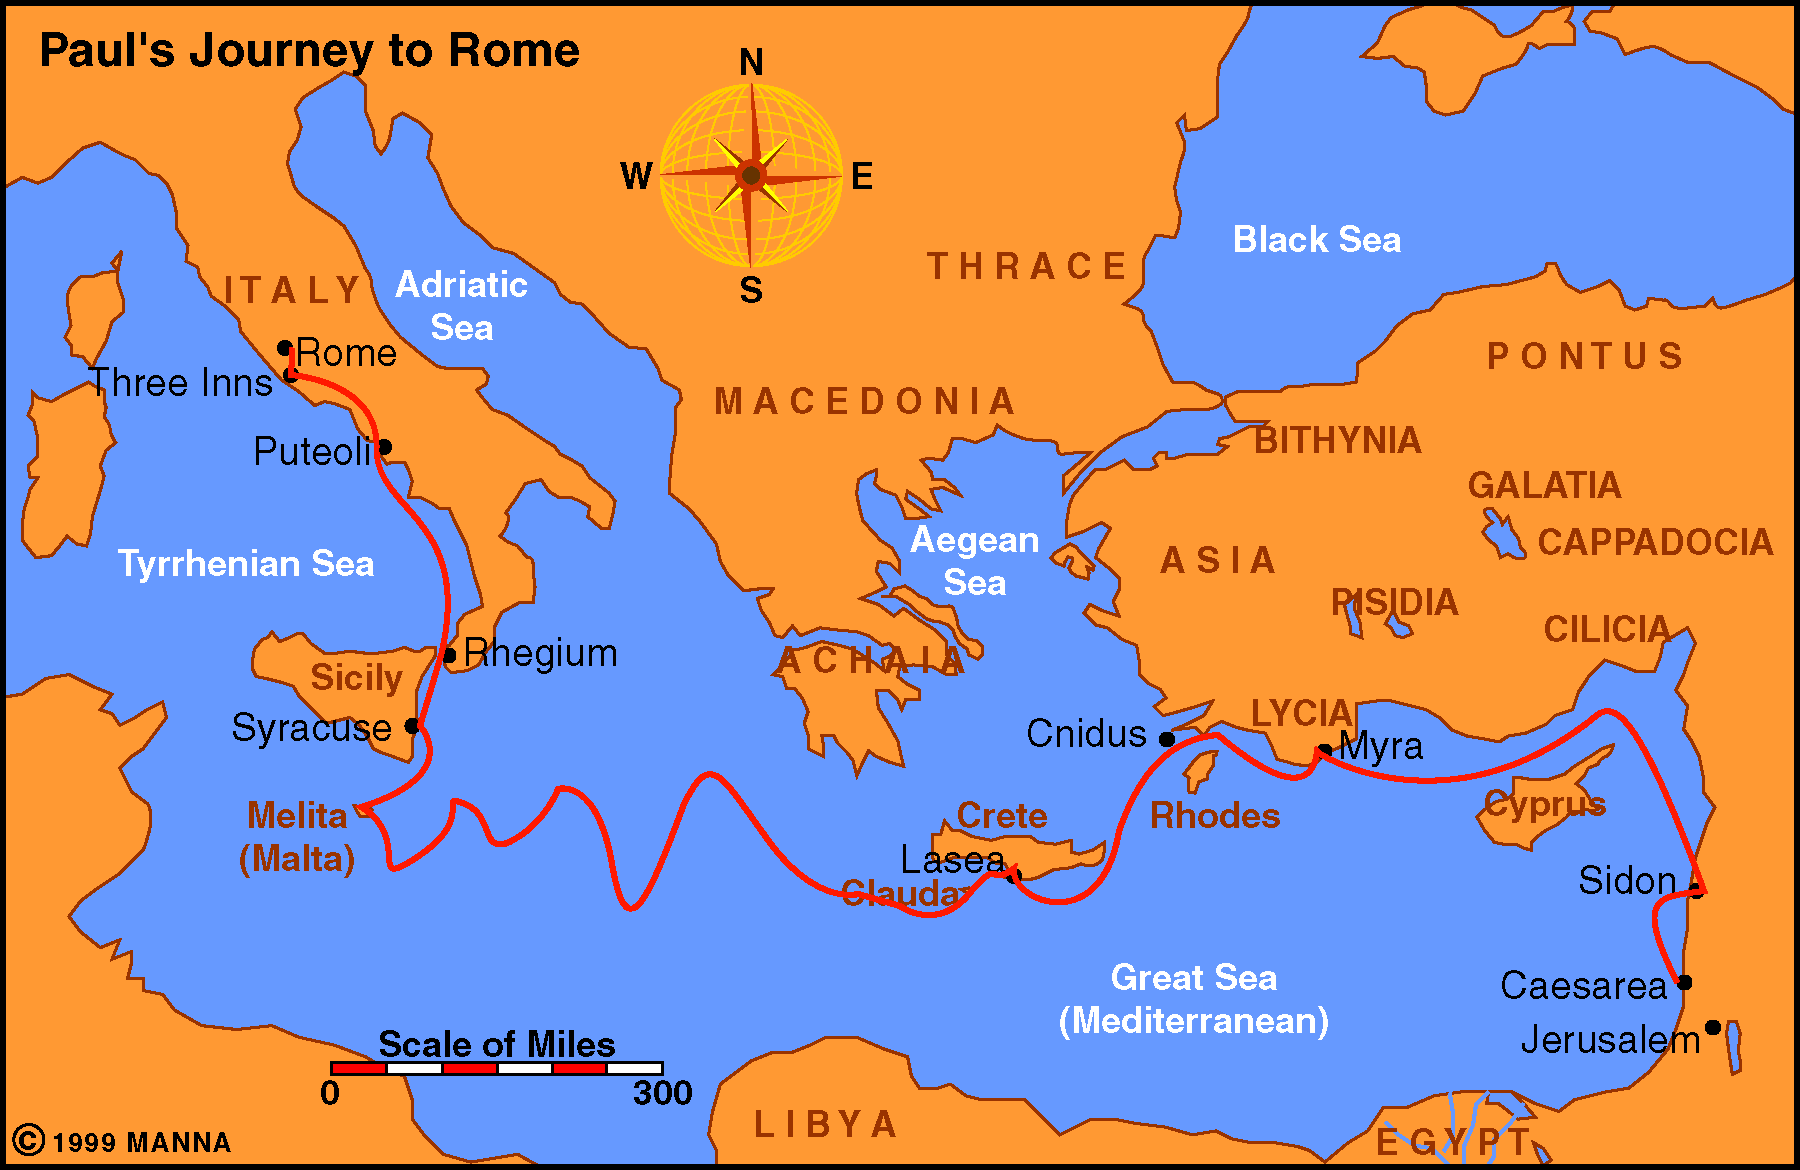 Paul's Journey to Rome
N
W
E
S
Black Sea
THRACE
ITALY
Adriatic
Sea
Rome
Three Inns
PONTUS
MACEDONIA
BITHYNIA
Puteoli
GALATIA
CAPPADOCIA
Aegean
Sea
ASIA
Tyrrhenian Sea
PISIDIA
CILICIA
Rhegium
ACHAIA
Sicily
LYCIA
Syracuse
Cnidus
Myra
Melita
(Malta)
Crete
Rhodes
Cyprus
Lasea
Clauda
Sidon
Great Sea
(Mediterranean)
Caesarea
Jerusalem
Scale of Miles
0
300
LIBYA
EGYPT
© 1999 MANNA